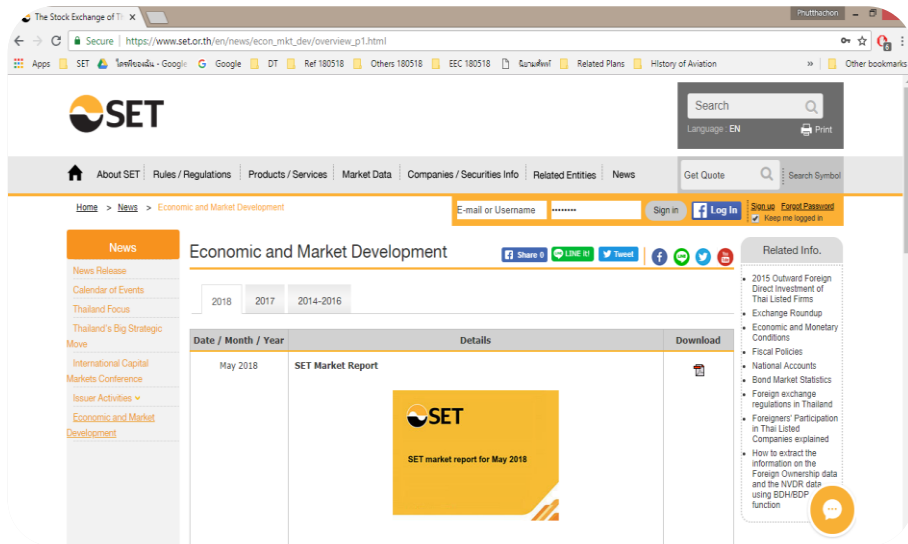 The Stock Exchange of Th
Phutthachon
Secure | https://www.set.or.th/en/news/econ_mkt_dev/overview_p1.html
Apps SET Google Google DT Ref 180518 Others 180518 EEC 180518 Related Plans HIstory of Aviation » Other bookmarks
SET
Search
Language : EN Print
About SET Rules / Regulations Products / Services Market Data Companies / Securities Info Related Entities News Get Quote Search Symbol
Home > News > Economic and Market Development
E-mail or Username •••••••• Sign in Log In Sign up Forgot Password
Keep me logged in
News
News Release
Calendar of Events
Thailand Focus
Thailand's Big Strategic
Move
International Capital
Markets Conference
Issuer Activities
Economic and Market
Development
Economic and Market Development
Share 0 LINE it! Tweet
2018 2017 2014-2016
Date / Month / Year Details Download
May 2018 SET Market Report
SET
SET market report for May 2018
Related Info.
• 2015 Outward Foreign
Direct Investment of
Thai Listed Firms
• Exchange Roundup
• Economic and Monetary
Conditions
• Fiscal Policies
• National Accounts
• Bond Market Statistics
• Foreign exchange
regulations in Thailand
• Foreigners' Participation
in Thai Listed
Companies explained
• How to extract the
information on the
Foreign Ownership data
and the NVDR data
using BDH/BDP
function